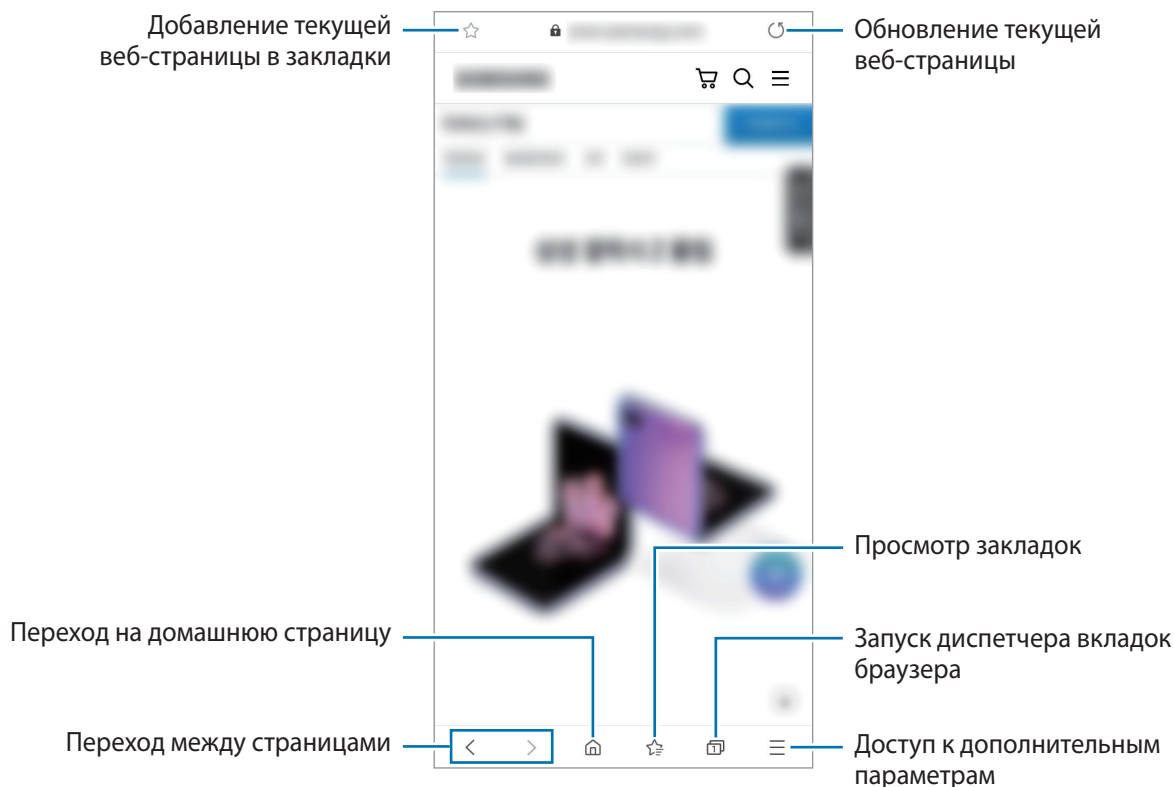 Добавление текущей
веб-страницы в закладки
Обновление текущей
веб-страницы
Просмотр закладок
Переход на домашнюю страницу
Запуск диспетчера вкладок
браузера
Переход между страницами
1
Доступ к дополнительным
параметрам